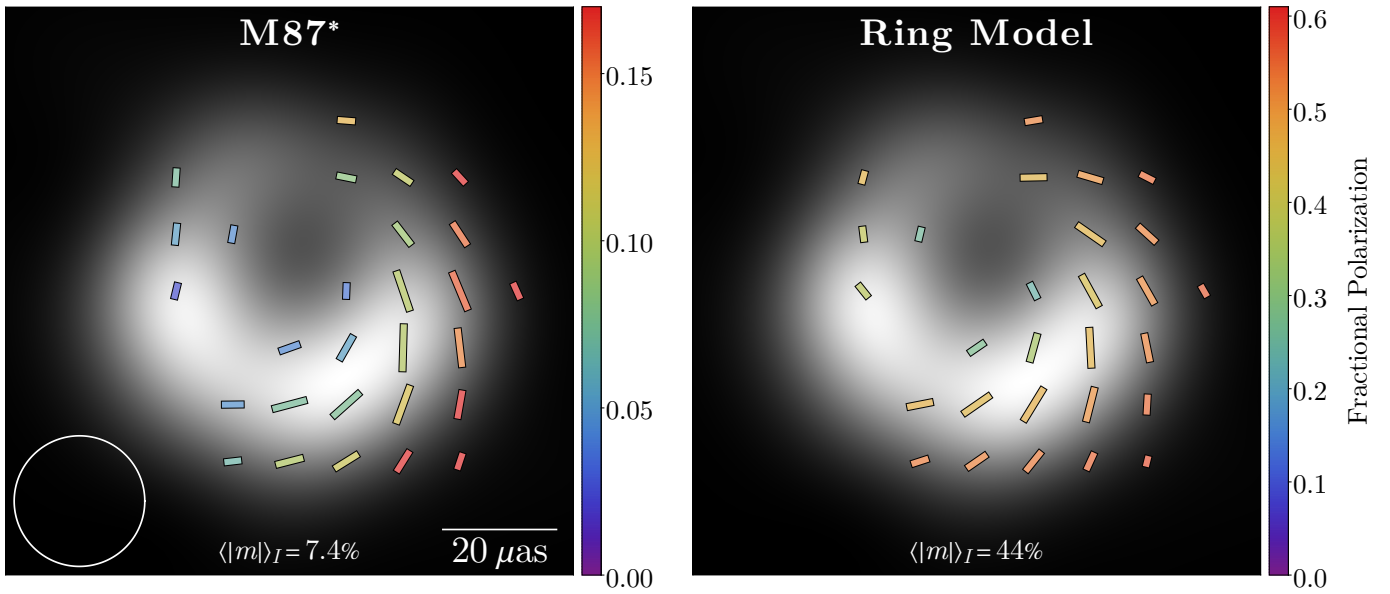 M87*
0.15
0.10
0.05
0.00
⟨|m|⟩_I = 7.4%
20 μas
Ring Model
0.6
0.5
0.4
0.3
0.2
0.1
0.0
⟨|m|⟩_I = 44%
Fractional Polarization